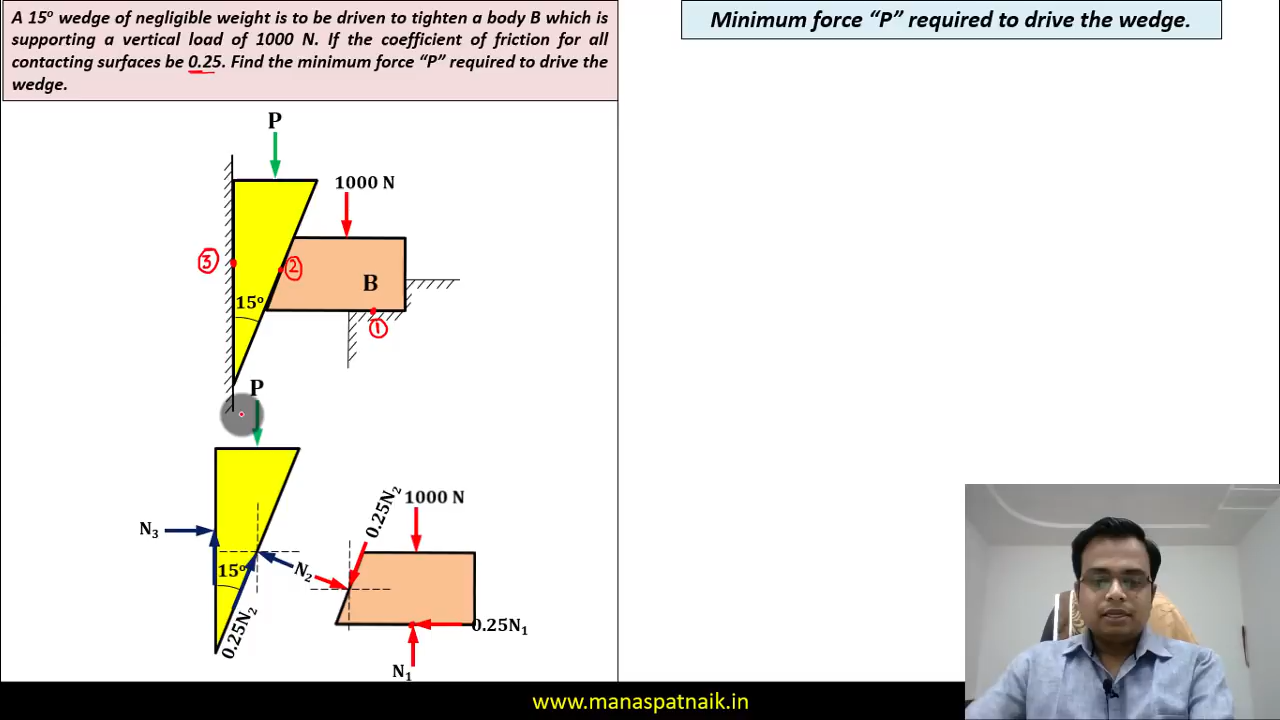 A 15º wedge of negligible weight is to be driven to tighten a body B which is
supporting a vertical load of 1000 N. If the coefficient of friction for all
contacting surfaces be 0.25. Find the minimum force “P” required to drive the
wedge.
Minimum force “P” required to drive the wedge.
P
1000 N
3
2
B
15º
1
P
0.25N₂
1000 N
N₃
N₂
15º
0.25N₂
0.25N₁
N₁
www.manaspatnaik.in